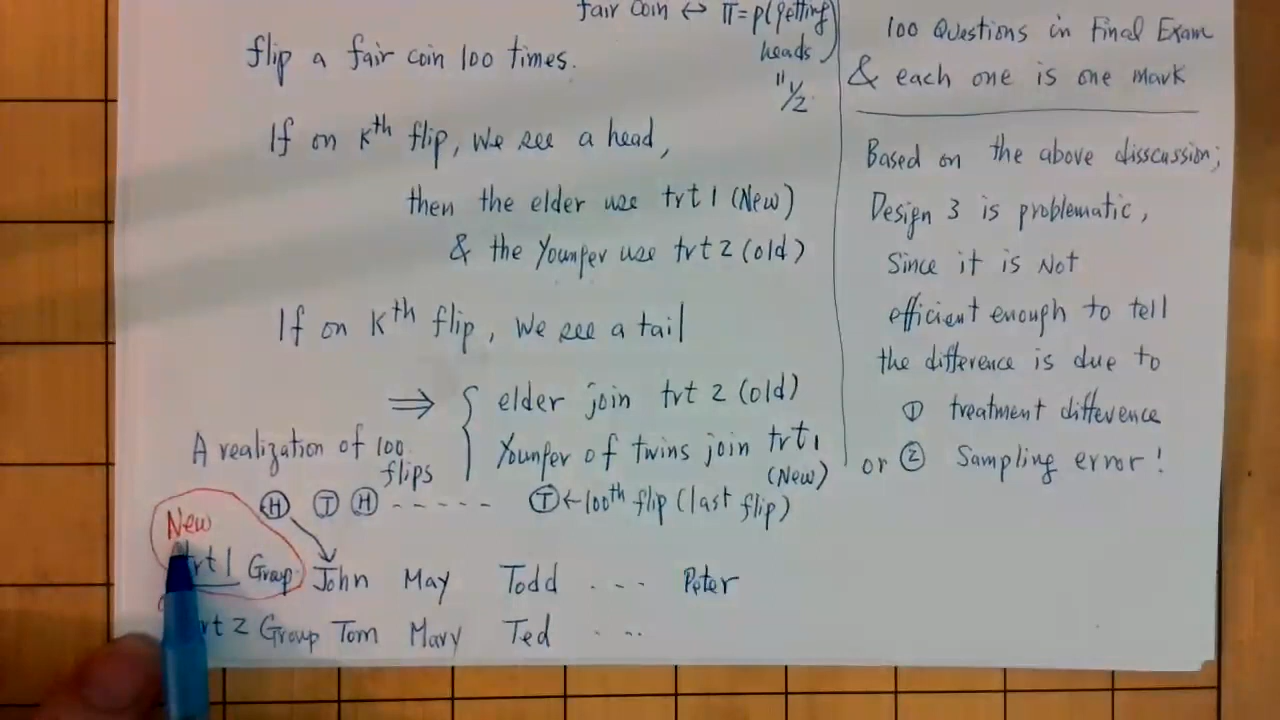 fair coin ↔ π = p(getting
heads)
"
1/2
flip a fair coin 100 times.
If on Kth flip, We see a head,
then the elder use trt 1 (New)
& the Younger use trt 2 (old)
If on Kth flip, We see a tail
⇒ { elder join trt 2 (old)
Younger of twins join trt 1
(New)
A realization of 100
flips
H T H - - - - - T ← 100th flip (last flip)
New
trt 1 Group John May Todd - - - Peter
trt 2 Group Tom Mary Ted - - -
100 Questions in Final Exam
& each one is one mark
Based on the above disscussion;
Design 3 is problematic,
Since it is Not
efficient enough to tell
the difference is due to
① treatment difference
or ② Sampling error!